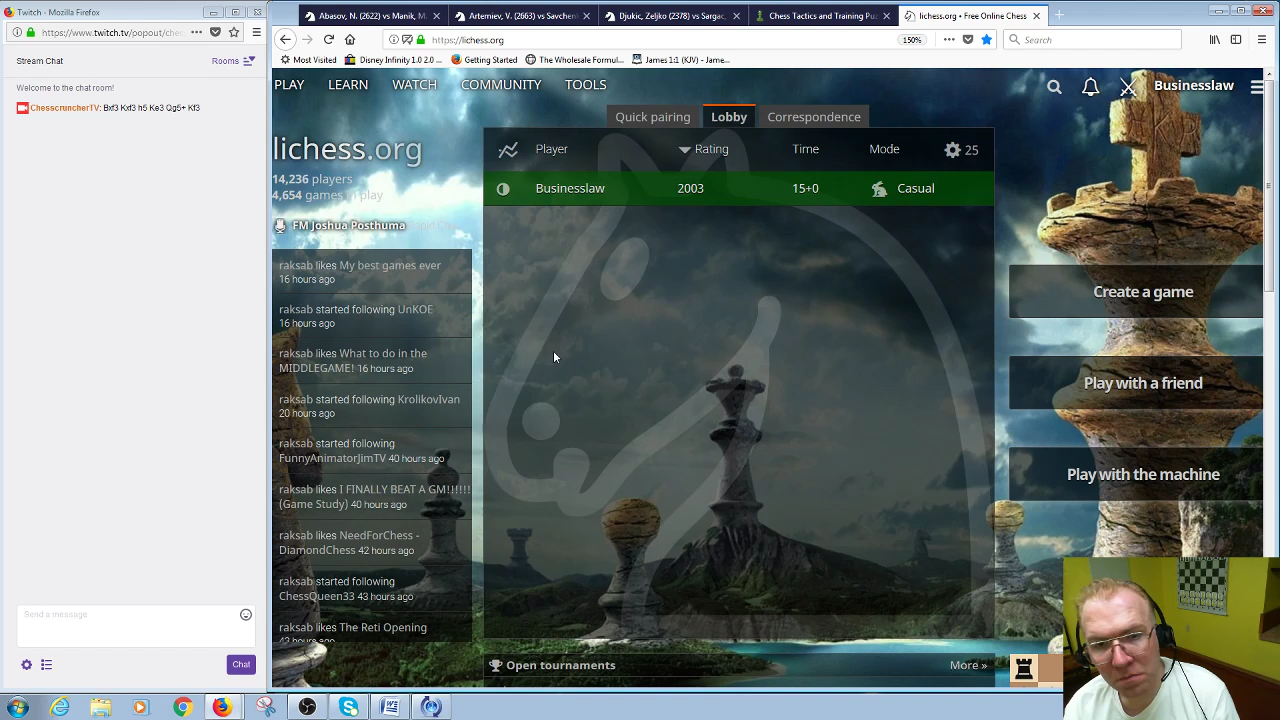 Twitch - Mozilla Firefox
https://www.twitch.tv/popout/che
Stream Chat
Rooms
Welcome to the chat room!
ChesscruncherTV: Bxf3 Kxf3 h5 Ke3 Qg5+ Kf3
Send a message
Chat
Abasov, N. (2622) vs Manik, M.
Artemiev, V. (2663) vs Savchen
Djukic, Zeljko (2378) vs Sargac,
Chess Tactics and Training Puz
lichess.org • Free Online Chess
https://lichess.org
150%
Search
Most Visited
Disney Infinity 1.0 2.0 ...
Getting Started
The Wholesale Formul...
James 1:1 (KJV) - Jame...
PLAY
LEARN
WATCH
COMMUNITY
TOOLS
Businesslaw
Quick pairing
Lobby
Correspondence
lichess.org
14,236 players
4,654 games in play
FM Joshua Posthuma
Player
Rating
Time
Mode
25
Businesslaw
2003
15+0
Casual
raksab likes My best games ever
16 hours ago
raksab started following UnKOE
16 hours ago
raksab likes What to do in the
MIDDLEGAME! 16 hours ago
raksab started following KrolikovIvan
20 hours ago
raksab started following
FunnyAnimatorJimTV 40 hours ago
raksab likes I FINALLY BEAT A GM!!!!!!
(Game Study) 40 hours ago
raksab likes NeedForChess -
DiamondChess 42 hours ago
raksab started following
ChessQueen33 43 hours ago
raksab likes The Reti Opening
43 hours ago
Create a game
Play with a friend
Play with the machine
Open tournaments
More »